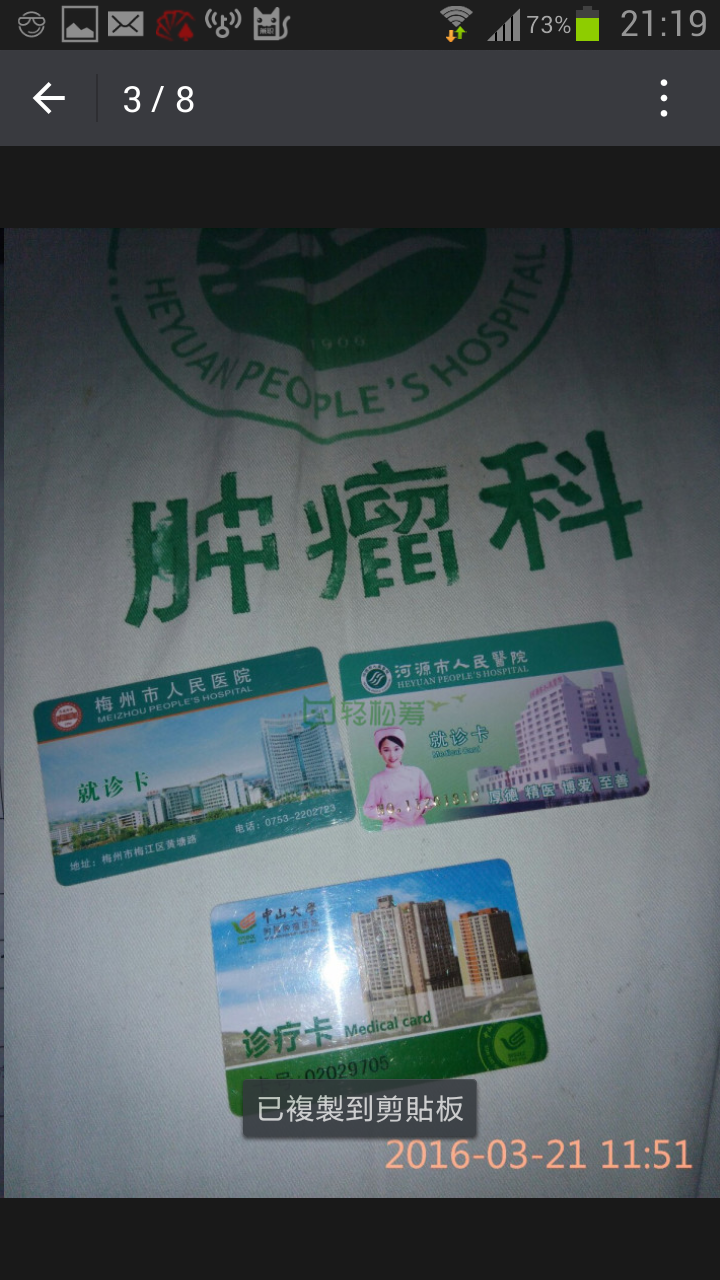 73% 21:19
3 / 8
1906
HEYUAN PEOPLE'S HOSPITAL
肿瘤科
梅州市人民医院
MEIZHOU PEOPLE'S HOSPITAL
就诊卡
地址：梅州市梅江区黄塘路
电话：0753-2202723
河源市人民醫院
HEYUAN PEOPLE'S HOSPITAL
轻松筹
就诊卡
Medical Card
厚德 精医 博爱 至善
中山大学
诊疗卡 Medical card
02029705
已複製到剪貼板
2016-03-21 11:51